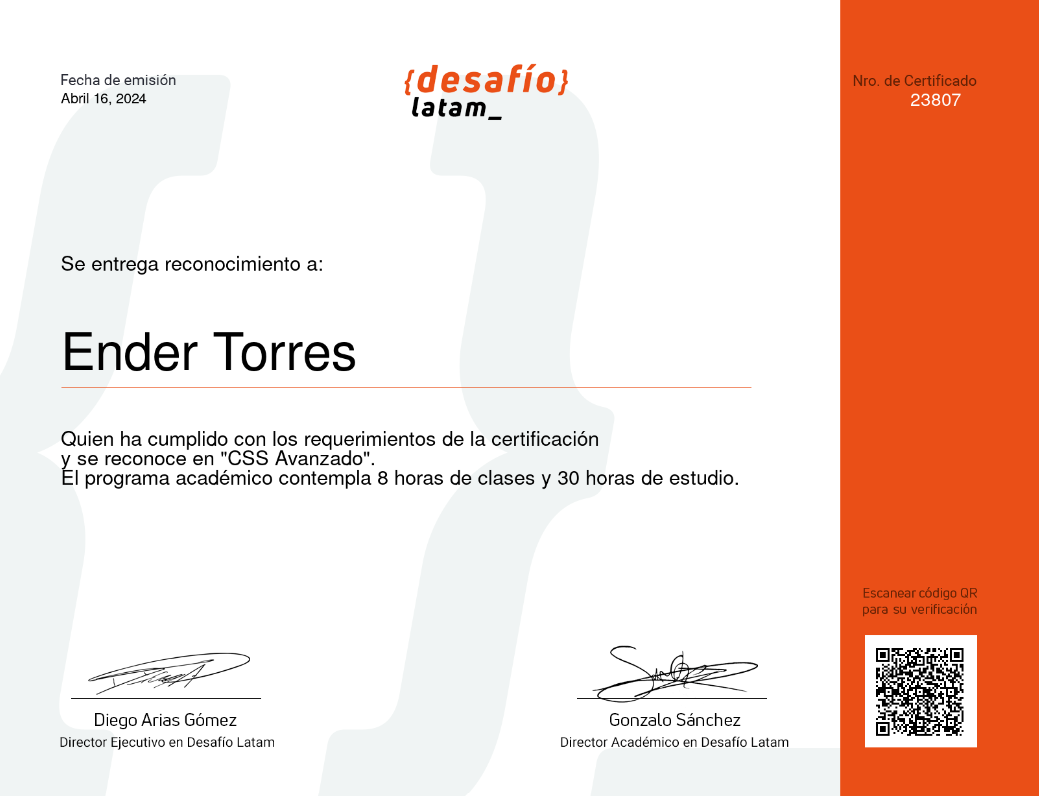 Fecha de emisión
Abril 16, 2024
{desafío}
latam_
Nro. de Certificado
23807
Se entrega reconocimiento a:
Ender Torres
Quien ha cumplido con los requerimientos de la certificación
y se reconoce en "CSS Avanzado".
El programa académico contempla 8 horas de clases y 30 horas de estudio.
Escanear código QR
para su verificación
Diego Arias Gómez
Director Ejecutivo en Desafío Latam
Gonzalo Sánchez
Director Académico en Desafío Latam